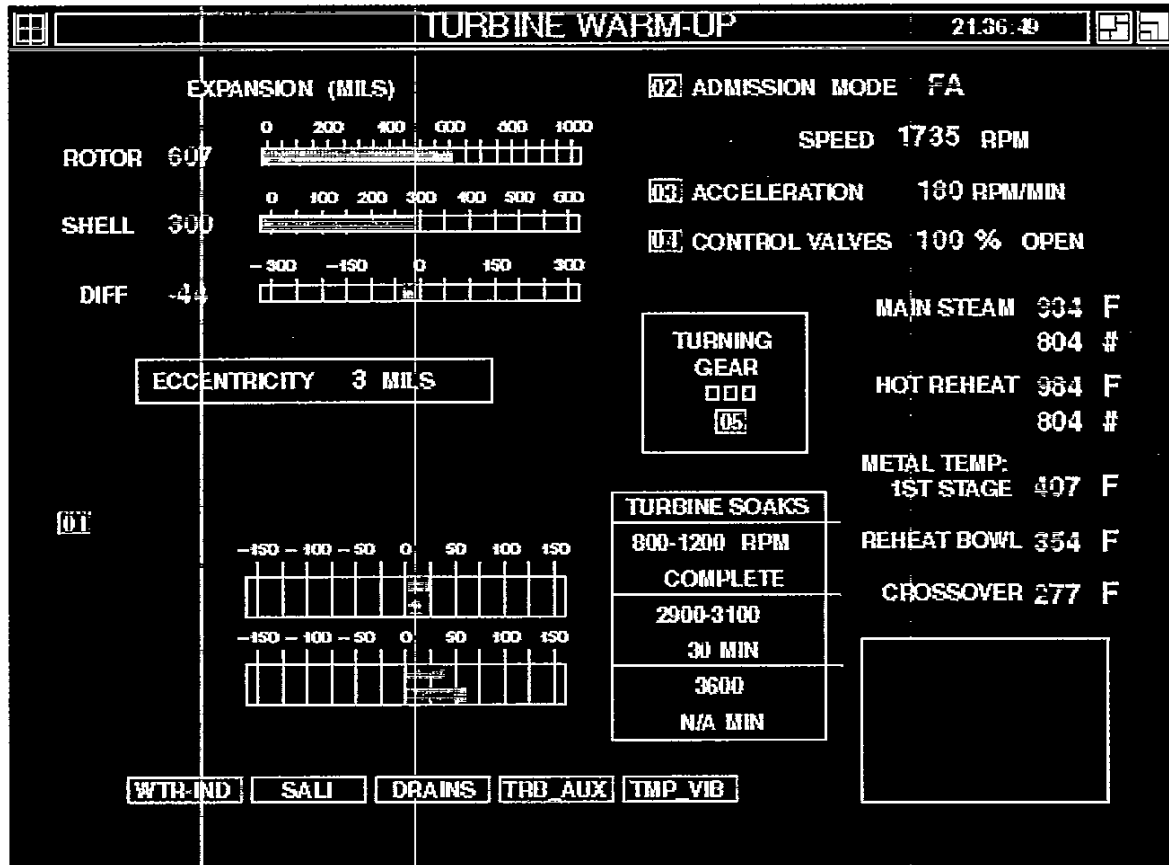 TURBINE WARM-UP 21:36:49
EXPANSION (MILS)
0 200 400 600 800 1000
ROTOR 607
0 100 200 300 400 500 600
SHELL 300
-300 -150 0 150 300
DIFF -44
ECCENTRICITY 3 MILS
01
-150 -100 -50 0 50 100 150
-150 -100 -50 0 50 100 150
02 ADMISSION MODE FA
SPEED 1735 RPM
03 ACCELERATION 180 RPM/MIN
04 CONTROL VALVES 100 % OPEN
TURNING
GEAR
05
MAIN STEAM 984 F
804 #
HOT REHEAT 984 F
804 #
METAL TEMP:
1ST STAGE 407 F
REHEAT BOWL 354 F
CROSSOVER 277 F
TURBINE SOAKS
800-1200 RPM
COMPLETE
2900-3100
30 MIN
3600
N/A MIN
WTR-IND SALI DRAINS TRB_AUX TMP_VIB